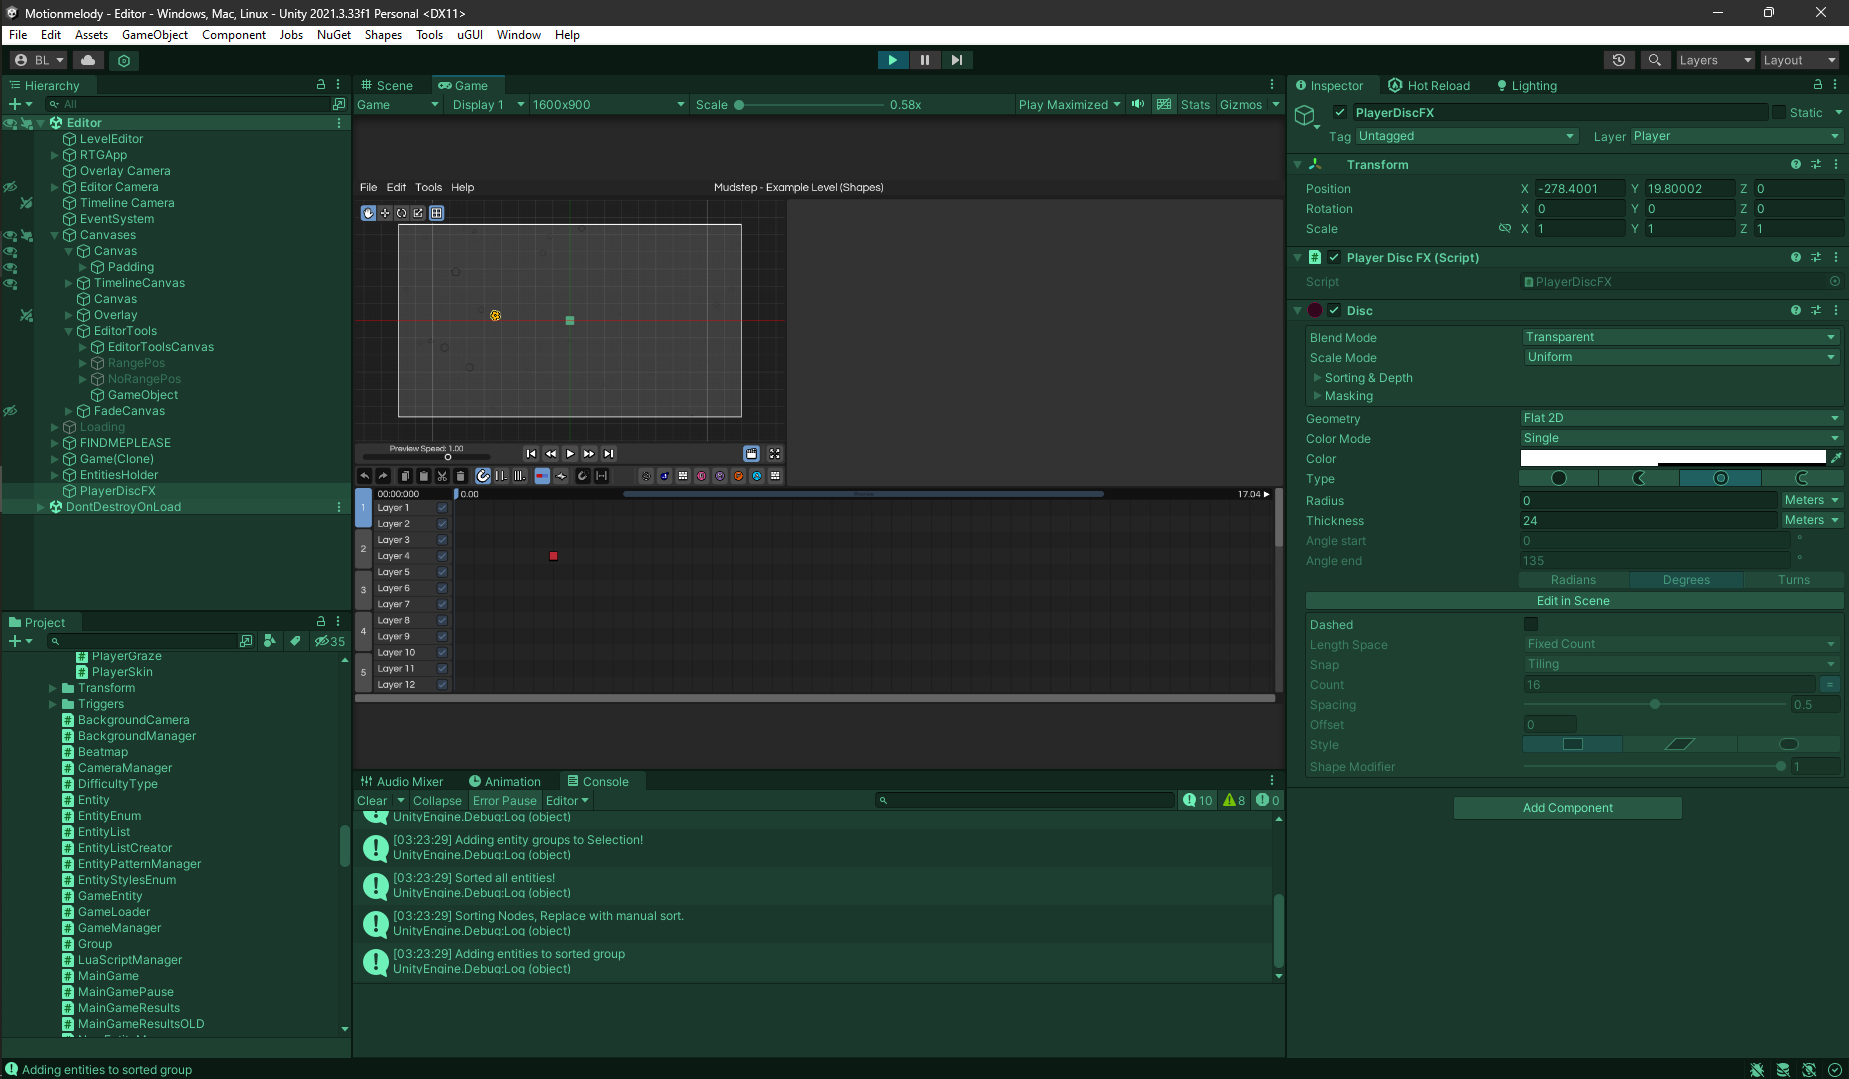 Motionmelody - Editor - Windows, Mac, Linux - Unity 2021.3.33f1 Personal <DX11>
File Edit Assets GameObject Component Jobs NuGet Shapes Tools uGUI Window Help
BL Layers Layout
Hierarchy
All
Editor
LevelEditor
RTGApp
Overlay Camera
Editor Camera
Timeline Camera
EventSystem
Canvases
Canvas
Padding
TimelineCanvas
Canvas
Overlay
EditorTools
EditorToolsCanvas
RangePos
NoRangePos
GameObject
FadeCanvas
Loading
FINDMEPLEASE
Game(Clone)
EntitiesHolder
PlayerDiscFX
DontDestroyOnLoad
Project
35
PlayerGraze
PlayerSkin
Transform
Triggers
BackgroundCamera
BackgroundManager
Beatmap
CameraManager
DifficultyType
Entity
EntityEnum
EntityList
EntityListCreator
EntityPatternManager
EntityStylesEnum
GameEntity
GameLoader
GameManager
Group
LuaScriptManager
MainGame
MainGamePause
MainGameResults
MainGameResultsOLD
Scene Game
Game Display 1 1600x900 Scale 0.58x Play Maximized Stats Gizmos
File Edit Tools Help Mudstep - Example Level (Shapes)
Preview Speed: 1.00
00:00:000 0.00 17.04
1
2
3
4
5
Layer 1
Layer 2
Layer 3
Layer 4
Layer 5
Layer 6
Layer 7
Layer 8
Layer 9
Layer 10
Layer 11
Layer 12
Audio Mixer Animation Console
Clear Collapse Error Pause Editor 10 8 0
UnityEngine.Debug:Log (object)
[03:23:29] Adding entity groups to Selection!
UnityEngine.Debug:Log (object)
[03:23:29] Sorted all entities!
UnityEngine.Debug:Log (object)
[03:23:29] Sorting Nodes, Replace with manual sort.
UnityEngine.Debug:Log (object)
[03:23:29] Adding entities to sorted group
UnityEngine.Debug:Log (object)
Inspector Hot Reload Lighting
PlayerDiscFX Static
Tag Untagged Layer Player
Transform
Position X -278.4001 Y 19.80002 Z 0
Rotation X 0 Y 0 Z 0
Scale X 1 Y 1 Z 1
# Player Disc FX (Script)
Script PlayerDiscFX
Disc
Blend Mode Transparent
Scale Mode Uniform
Sorting & Depth
Masking
Geometry Flat 2D
Color Mode Single
Color
Type
Radius 0 Meters
Thickness 24 Meters
Angle start 0 °
Angle end 135 °
Radians Degrees Turns
Edit in Scene
Dashed
Length Space Fixed Count
Snap Tiling
Count 16 =
Spacing 0.5
Offset 0
Style
Shape Modifier 1
Add Component
Adding entities to sorted group